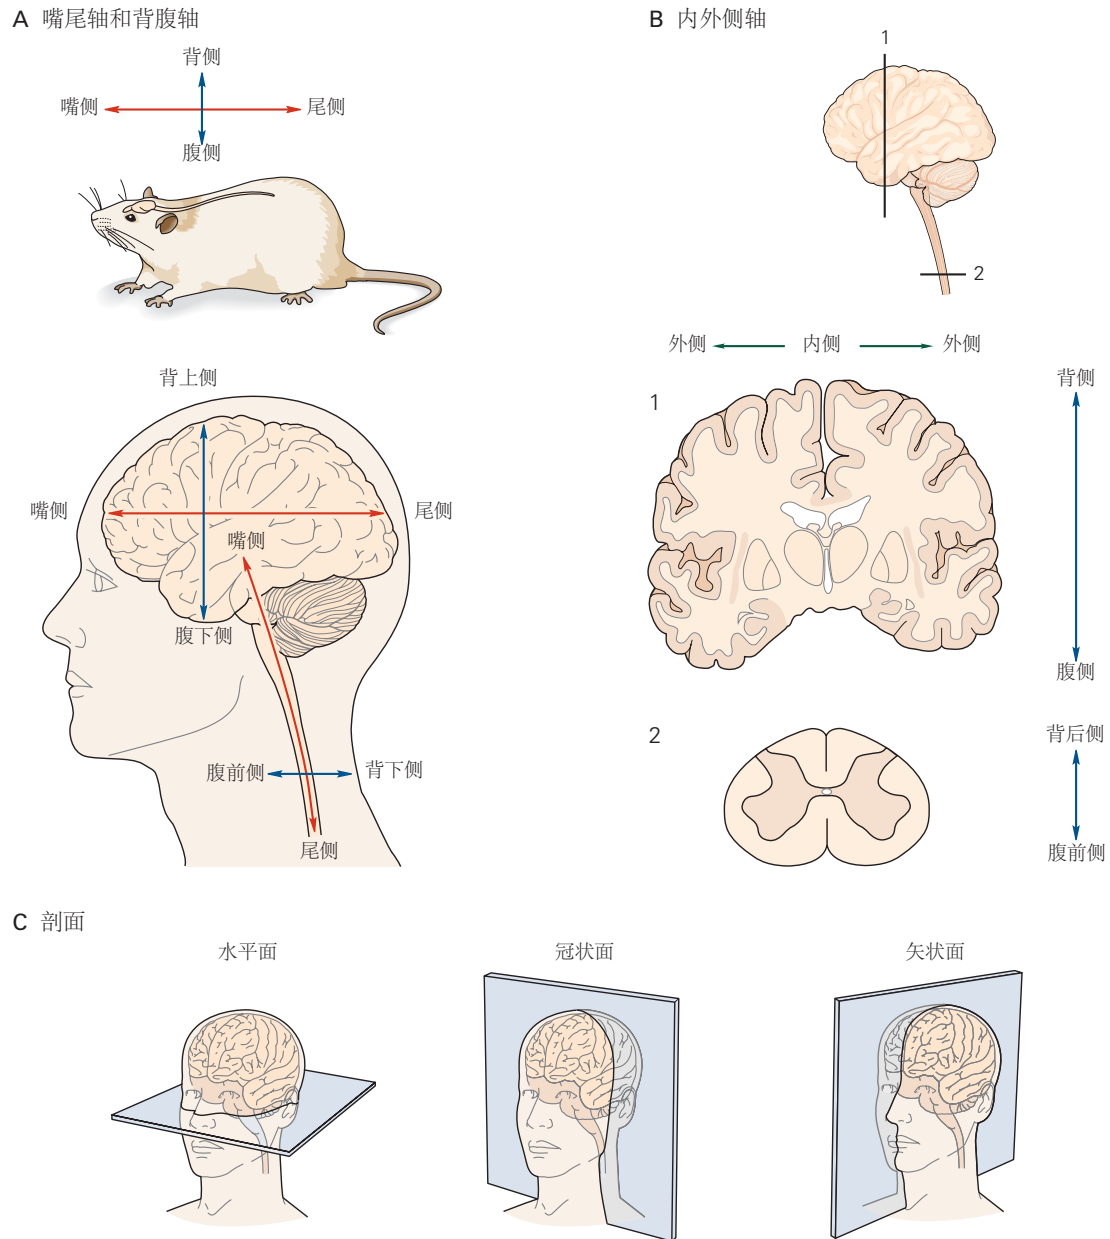 A 嘴尾轴和背腹轴
背侧
嘴侧
尾侧
腹侧
背上侧
嘴侧
尾侧
嘴侧
腹下侧
腹前侧
背下侧
尾侧
B 内外侧轴
1
2
外侧
内侧
外侧
1
背侧
腹侧
2
背后侧
腹前侧
C 剖面
水平面
冠状面
矢状面